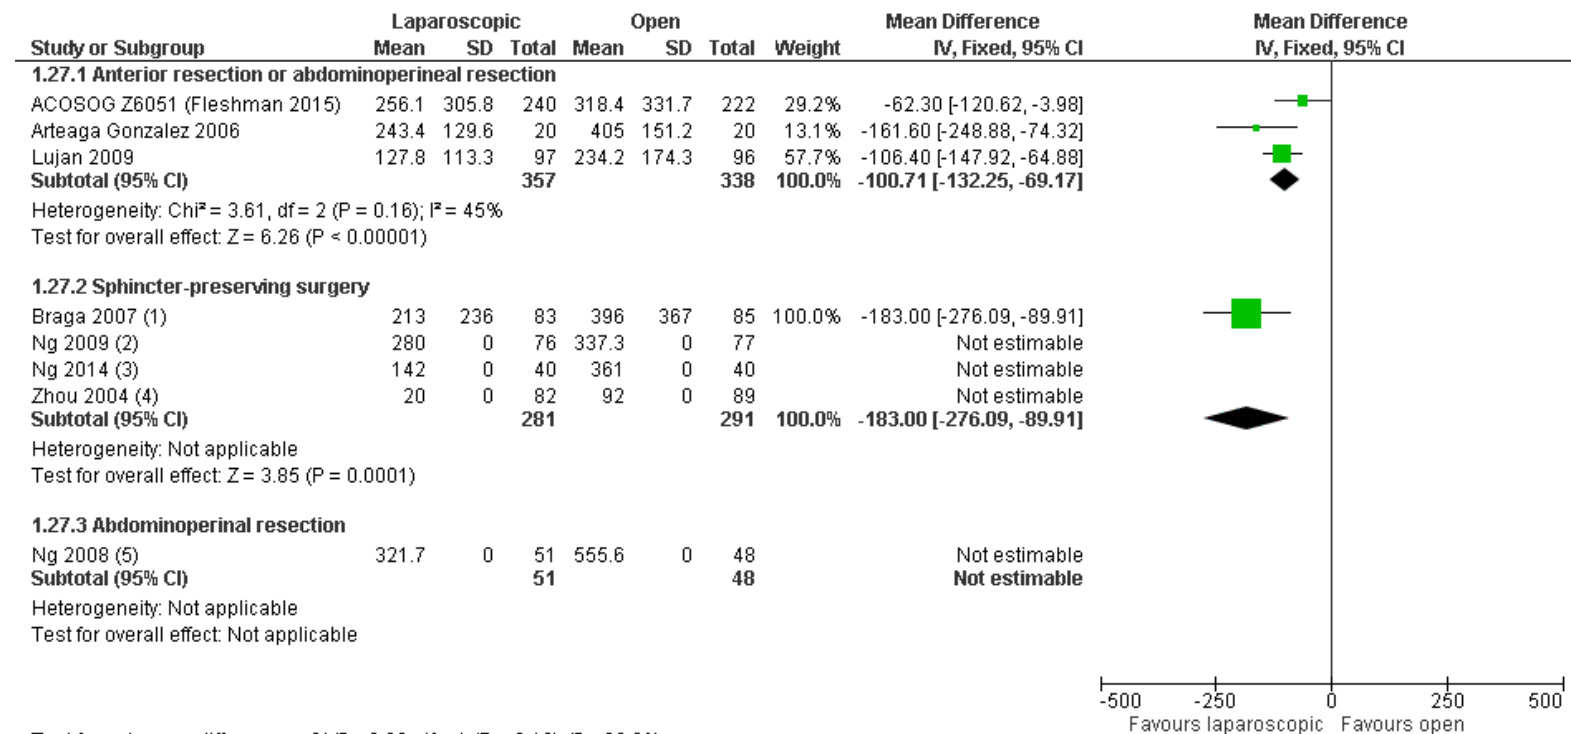 Laparoscopic Open Mean Difference Mean Difference
Study or Subgroup Mean SD Total Mean SD Total Weight IV, Fixed, 95% CI IV, Fixed, 95% CI
1.27.1 Anterior resection or abdominoperineal resection
ACOSOG Z6051 (Fleshman 2015) 256.1 305.8 240 318.4 331.7 222 29.2% -62.30 [-120.62, -3.98]
Arteaga Gonzalez 2006 243.4 129.6 20 405 151.2 20 13.1% -161.60 [-248.88, -74.32]
Lujan 2009 127.8 113.3 97 234.2 174.3 96 57.7% -106.40 [-147.92, -64.88]
Subtotal (95% CI) 357 338 100.0% -100.71 [-132.25, -69.17]
Heterogeneity: Chi² = 3.61, df = 2 (P = 0.16); I² = 45%
Test for overall effect: Z = 6.26 (P < 0.00001)
1.27.2 Sphincter-preserving surgery
Braga 2007 (1) 213 236 83 396 367 85 100.0% -183.00 [-276.09, -89.91]
Ng 2009 (2) 280 0 76 337.3 0 77 Not estimable
Ng 2014 (3) 142 0 40 361 0 40 Not estimable
Zhou 2004 (4) 20 0 82 92 0 89 Not estimable
Subtotal (95% CI) 281 291 100.0% -183.00 [-276.09, -89.91]
Heterogeneity: Not applicable
Test for overall effect: Z = 3.85 (P = 0.0001)
1.27.3 Abdominoperinal resection
Ng 2008 (5) 321.7 0 51 555.6 0 48 Not estimable
Subtotal (95% CI) 51 48 Not estimable
Heterogeneity: Not applicable
Test for overall effect: Not applicable
-500 -250 0 250 500
Favours laparoscopic Favours open